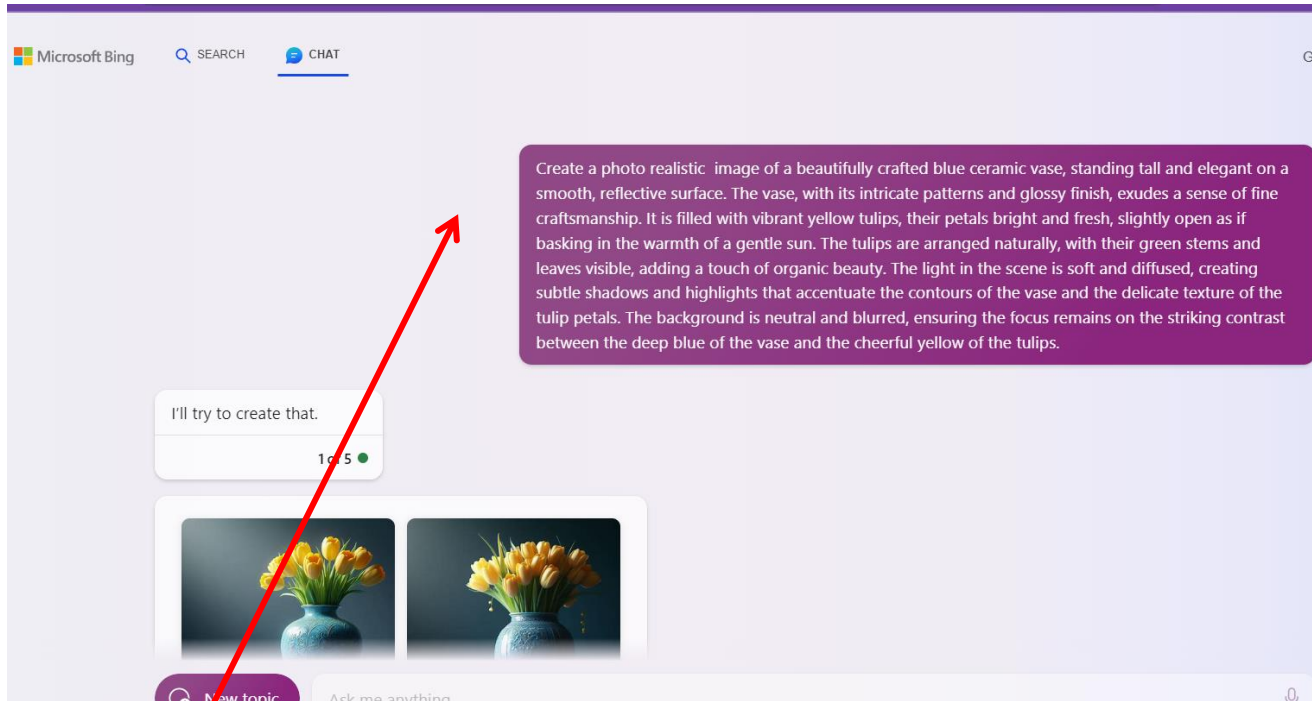 Microsoft Bing
SEARCH
CHAT
G
Create a photo realistic  image of a beautifully crafted blue ceramic vase, standing tall and elegant on a
smooth, reflective surface. The vase, with its intricate patterns and glossy finish, exudes a sense of fine
craftsmanship. It is filled with vibrant yellow tulips, their petals bright and fresh, slightly open as if
basking in the warmth of a gentle sun. The tulips are arranged naturally, with their green stems and
leaves visible, adding a touch of organic beauty. The light in the scene is soft and diffused, creating
subtle shadows and highlights that accentuate the contours of the vase and the delicate texture of the
tulip petals. The background is neutral and blurred, ensuring the focus remains on the striking contrast
between the deep blue of the vase and the cheerful yellow of the tulips.
I'll try to create that.
1 of 5
New topic
Ask me anything